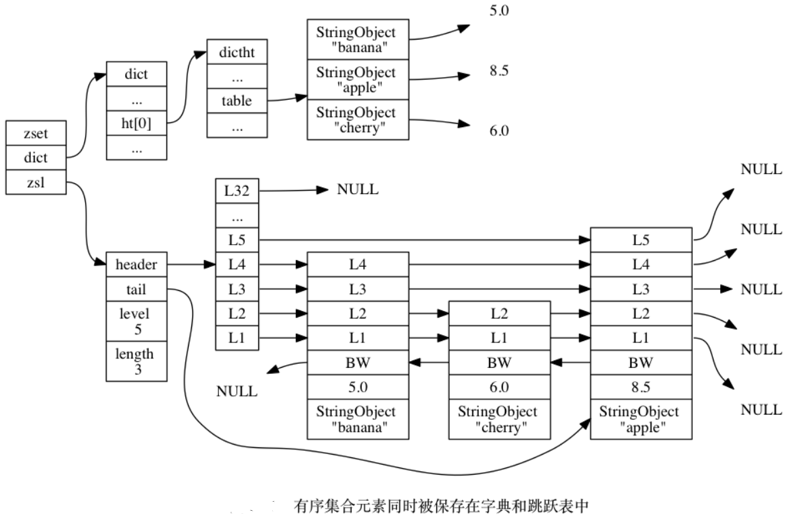 zset
dict
zsl
dict
...
ht[0]
...
dictht
...
table
...
StringObject
"banana"
StringObject
"apple"
StringObject
"cherry"
5.0
8.5
6.0
header
tail
level
5
length
3
L32
...
L5
L4
L3
L2
L1
NULL
NULL
L4
L3
L2
L1
BW
5.0
StringObject
"banana"
L2
L1
BW
6.0
StringObject
"cherry"
L5
L4
L3
L2
L1
BW
8.5
StringObject
"apple"
NULL
NULL
NULL
NULL
NULL
有序集合元素同时被保存在字典和跳跃表中